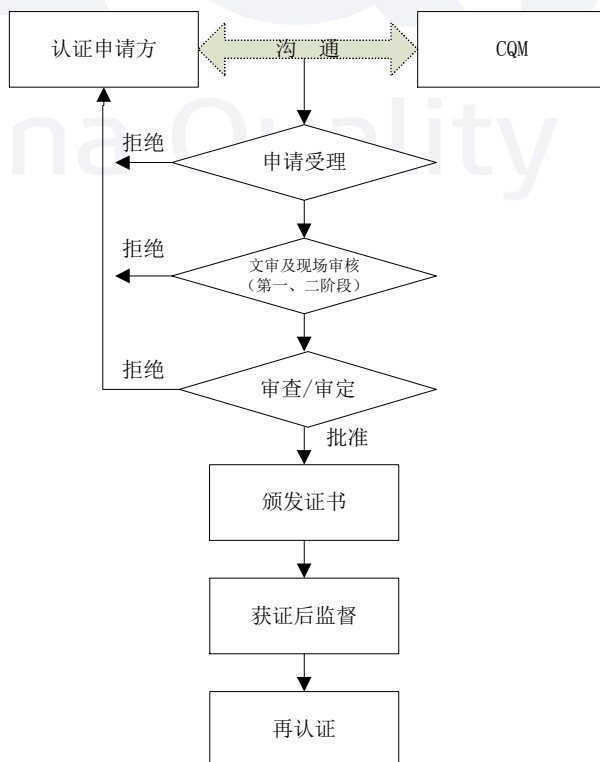 认证申请方
沟 通
CQM
na Quality
拒绝
申请受理
拒绝
文审及现场审核
（第一、二阶段）
拒绝
审查/审定
批准
颁发证书
获证后监督
再认证